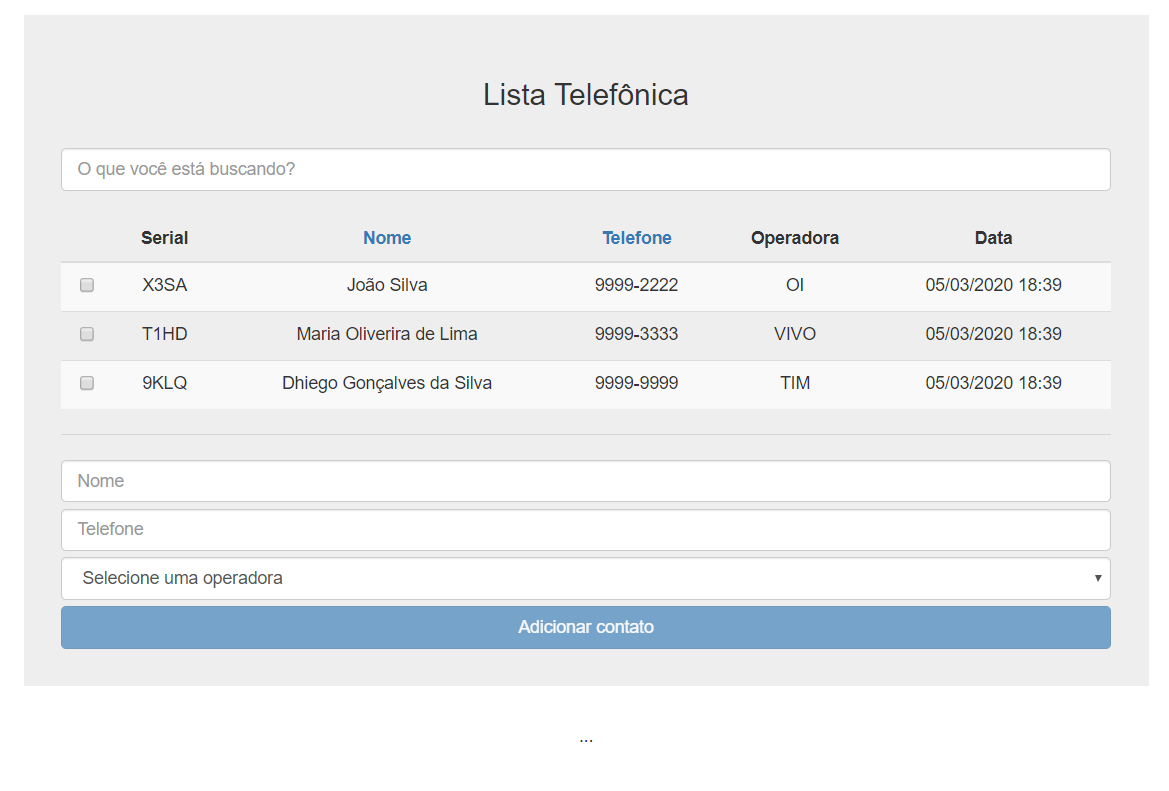 Lista Telefônica
O que você está buscando?
Serial Nome Telefone Operadora Data
X3SA João Silva 9999-2222 OI 05/03/2020 18:39
T1HD Maria Oliverira de Lima 9999-3333 VIVO 05/03/2020 18:39
9KLQ Dhiego Gonçalves da Silva 9999-9999 TIM 05/03/2020 18:39
Nome
Telefone
Selecione uma operadora
Adicionar contato
...